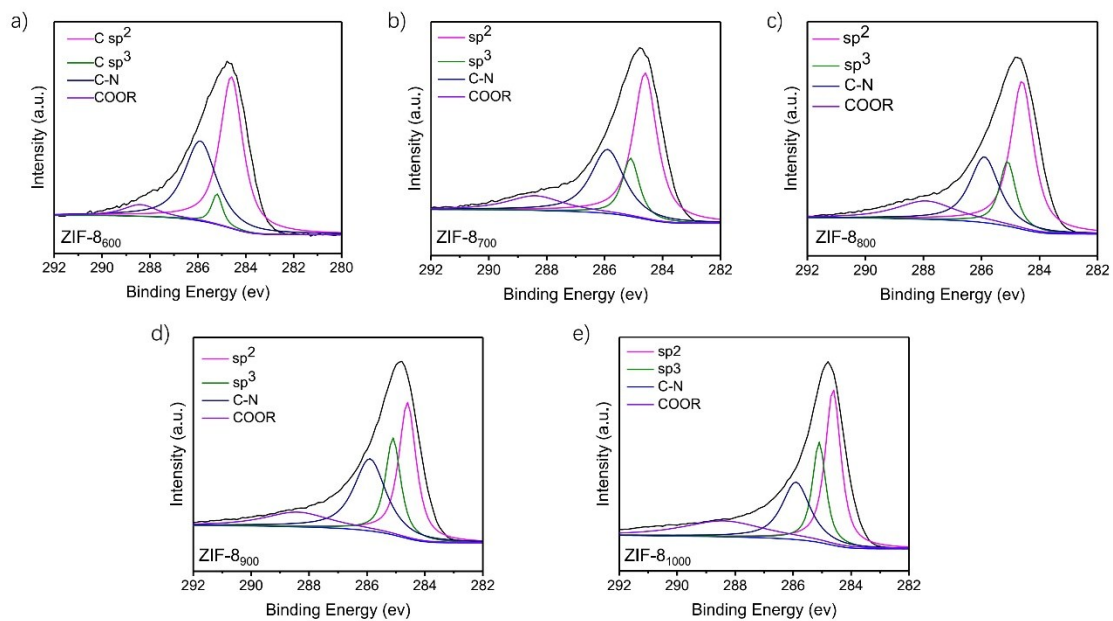 a)
C sp²
C sp³
C-N
COOR
Intensity (a.u.)
ZIF-8₆₀₀
292 290 288 286 284 282 280
Binding Energy (ev)
b)
sp²
sp³
C-N
COOR
Intensity (a.u.)
ZIF-8₇₀₀
292 290 288 286 284 282
Binding Energy (ev)
c)
sp²
sp³
C-N
COOR
Intensity (a.u.)
ZIF-8₈₀₀
292 290 288 286 284 282
Binding Energy (ev)
d)
sp²
sp³
C-N
COOR
Intensity (a.u.)
ZIF-8₉₀₀
292 290 288 286 284 282
Binding Energy (ev)
e)
sp2
sp3
C-N
COOR
Intensity (a.u.)
ZIF-8₁₀₀₀
292 290 288 286 284 282
Binding Energy (ev)